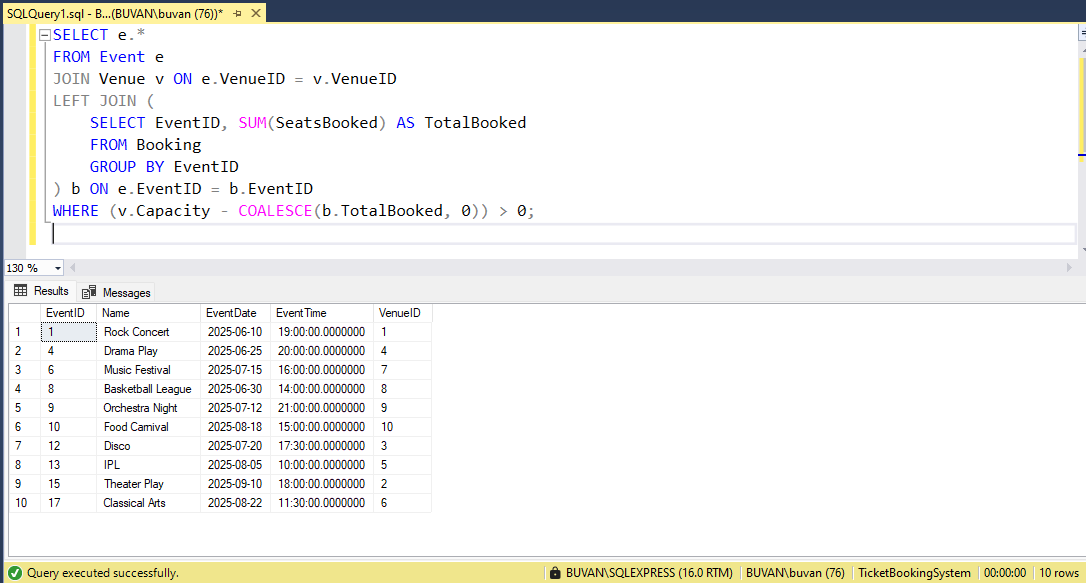 SQLQuery1.sql - B...(BUVAN\buvan (76))*
SELECT e.*
FROM Event e
JOIN Venue v ON e.VenueID = v.VenueID
LEFT JOIN (
    SELECT EventID, SUM(SeatsBooked) AS TotalBooked
    FROM Booking
    GROUP BY EventID
) b ON e.EventID = b.EventID
WHERE (v.Capacity - COALESCE(b.TotalBooked, 0)) > 0;
130 %
Results Messages
EventID Name EventDate EventTime VenueID
1 1 Rock Concert 2025-06-10 19:00:00.0000000 1
2 4 Drama Play 2025-06-25 20:00:00.0000000 4
3 6 Music Festival 2025-07-15 16:00:00.0000000 7
4 8 Basketball League 2025-06-30 14:00:00.0000000 8
5 9 Orchestra Night 2025-07-12 21:00:00.0000000 9
6 10 Food Carnival 2025-08-18 15:00:00.0000000 10
7 12 Disco 2025-07-20 17:30:00.0000000 3
8 13 IPL 2025-08-05 10:00:00.0000000 5
9 15 Theater Play 2025-09-10 18:00:00.0000000 2
10 17 Classical Arts 2025-08-22 11:30:00.0000000 6
Query executed successfully. BUVAN\SQLEXPRESS (16.0 RTM) BUVAN\buvan (76) TicketBookingSystem 00:00:00 10 rows